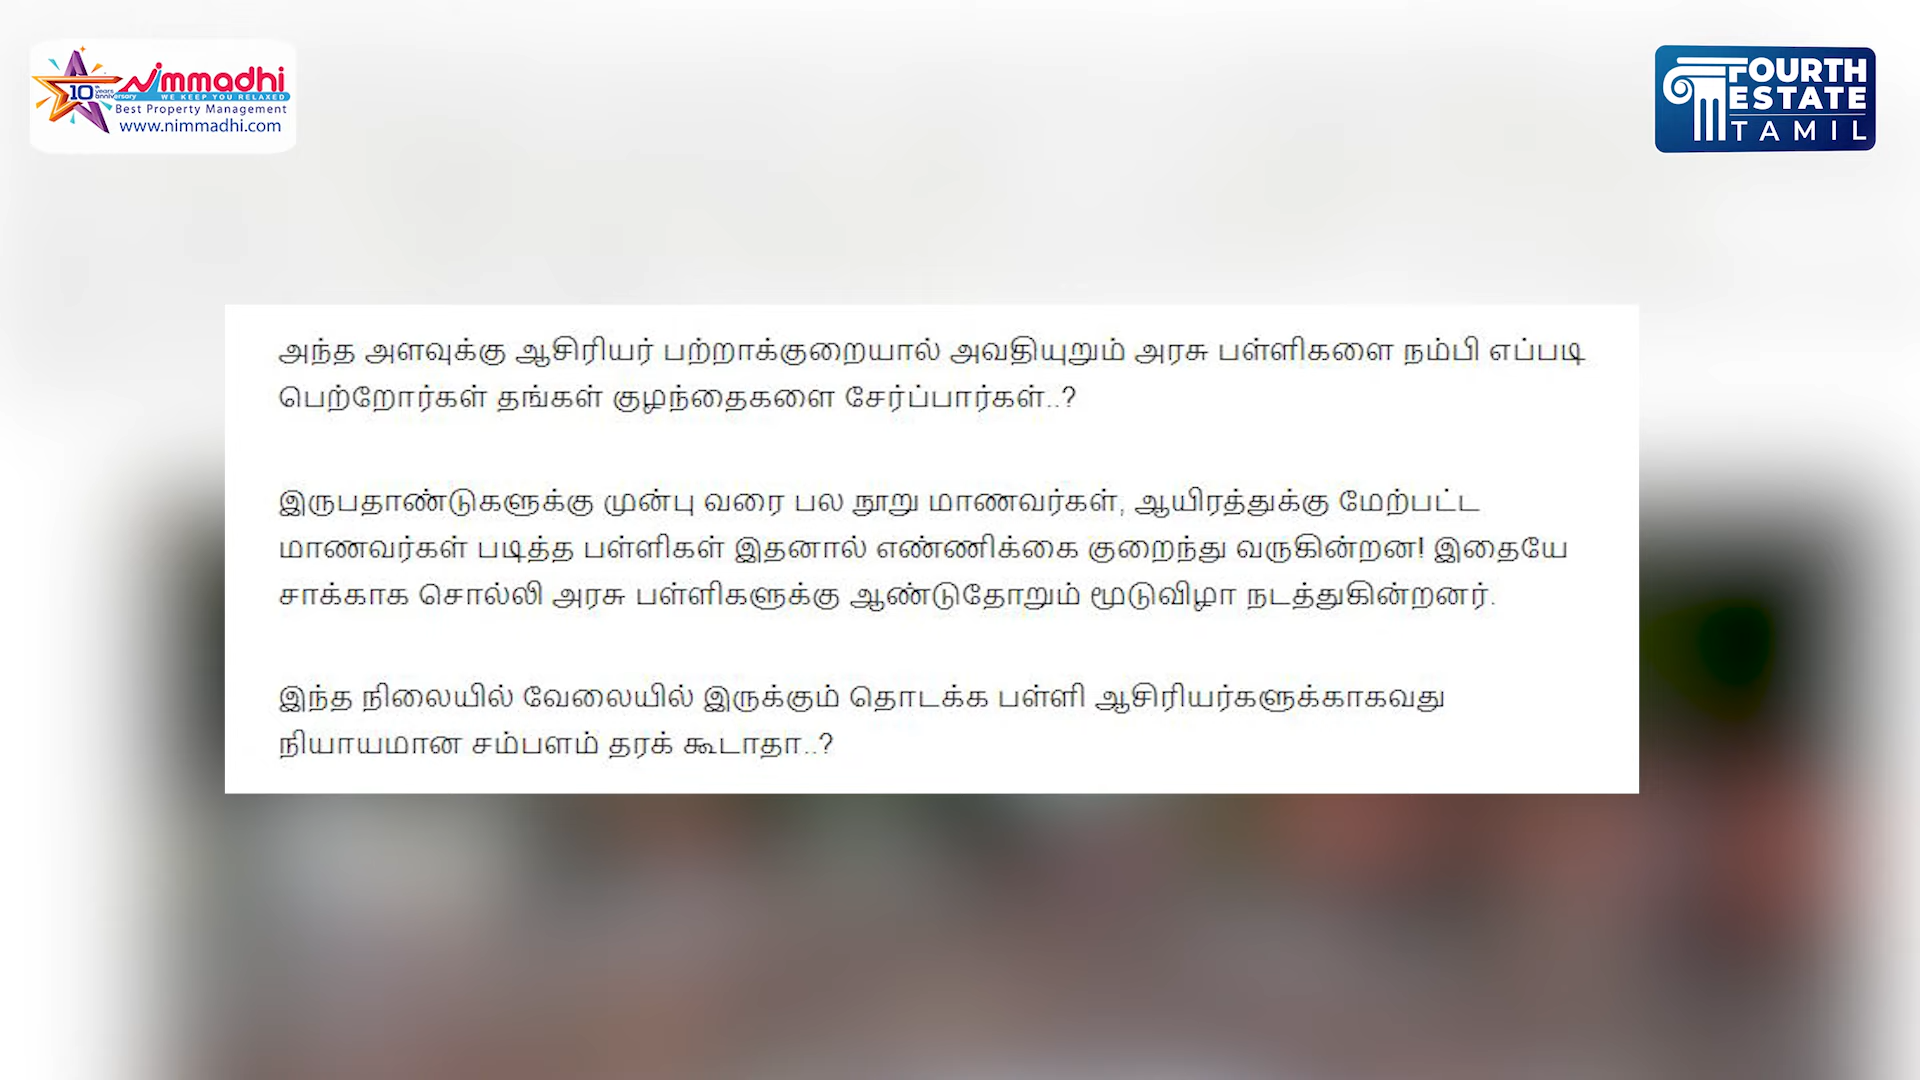 10 years anniversary
Nimmadhi
WE KEEP YOU RELAXED
Best Property Management
www.nimmadhi.com
FOURTH
ESTATE
TAMIL
அந்த அளவுக்கு ஆசிரியர் பற்றாக்குறையால் அவதியுறும் அரசு பள்ளிகளை நம்பி எப்படி
பெற்றோர்கள் தங்கள் குழந்தைகளை சேர்ப்பார்கள்..?
இருபதாண்டுகளுக்கு முன்பு வரை பல நூறு மாணவர்கள், ஆயிரத்துக்கு மேற்பட்ட
மாணவர்கள் படித்த பள்ளிகள் இதனால் எண்ணிக்கை குறைந்து வருகின்றன! இதையே
சாக்காக சொல்லி அரசு பள்ளிகளுக்கு ஆண்டுதோறும் மூடுவிழா நடத்துகின்றனர்.
இந்த நிலையில் வேலையில் இருக்கும் தொடக்க பள்ளி ஆசிரியர்களுக்காகவது
நியாயமான சம்பளம் தரக் கூடாதா..?